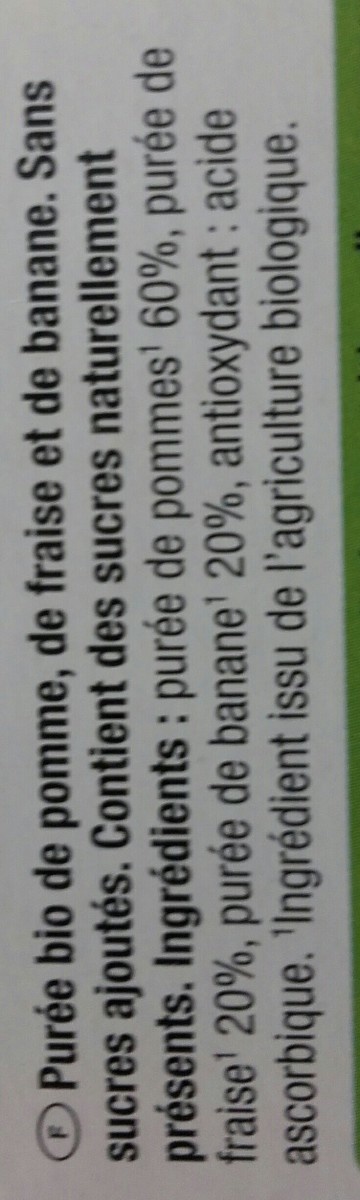 F Purée bio de pomme, de fraise et de banane. Sans
sucres ajoutés. Contient des sucres naturellement
présents. Ingrédients : purée de pommes¹ 60%, purée de
fraise¹ 20%, purée de banane¹ 20%, antioxydant : acide
ascorbique. ¹Ingrédient issu de l'agriculture biologique.